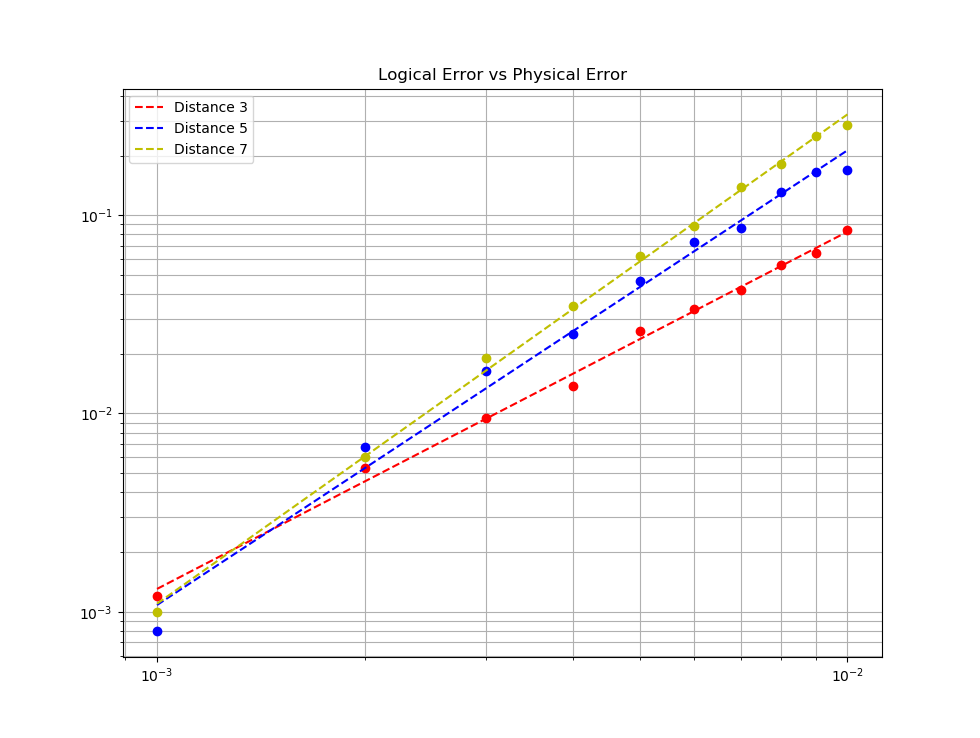 Logical Error vs Physical Error
Distance 3
Distance 5
Distance 7
10⁻¹
10⁻²
10⁻³
10⁻³
10⁻²